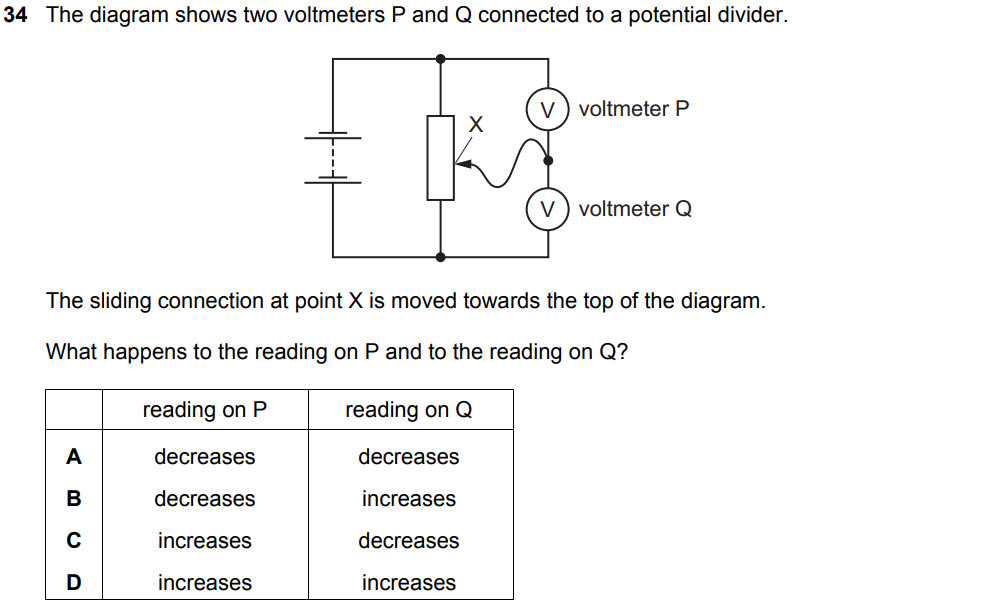 34 The diagram shows two voltmeters P and Q connected to a potential divider.
X
V voltmeter P
V voltmeter Q
The sliding connection at point X is moved towards the top of the diagram.
What happens to the reading on P and to the reading on Q?
reading on P reading on Q
A decreases decreases
B decreases increases
C increases decreases
D increases increases